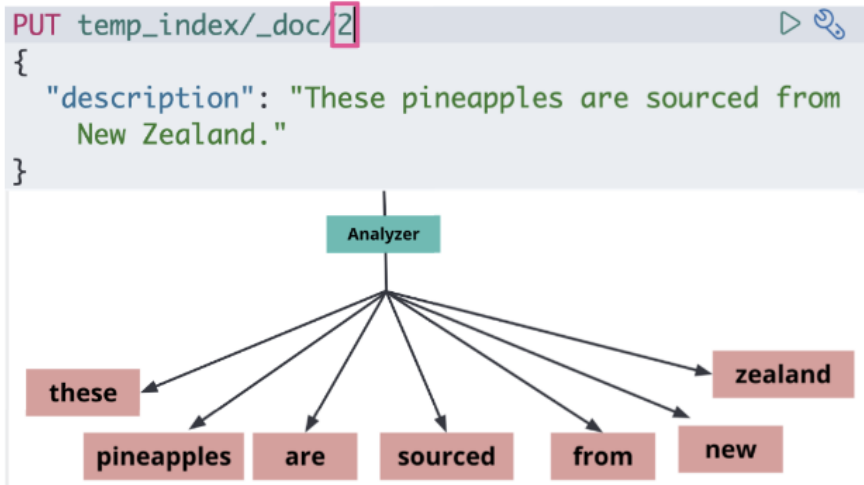 PUT temp_index/_doc/2
{
"description": "These pineapples are sourced from
New Zealand."
}
Analyzer
these
pineapples
are
sourced
from
new
zealand